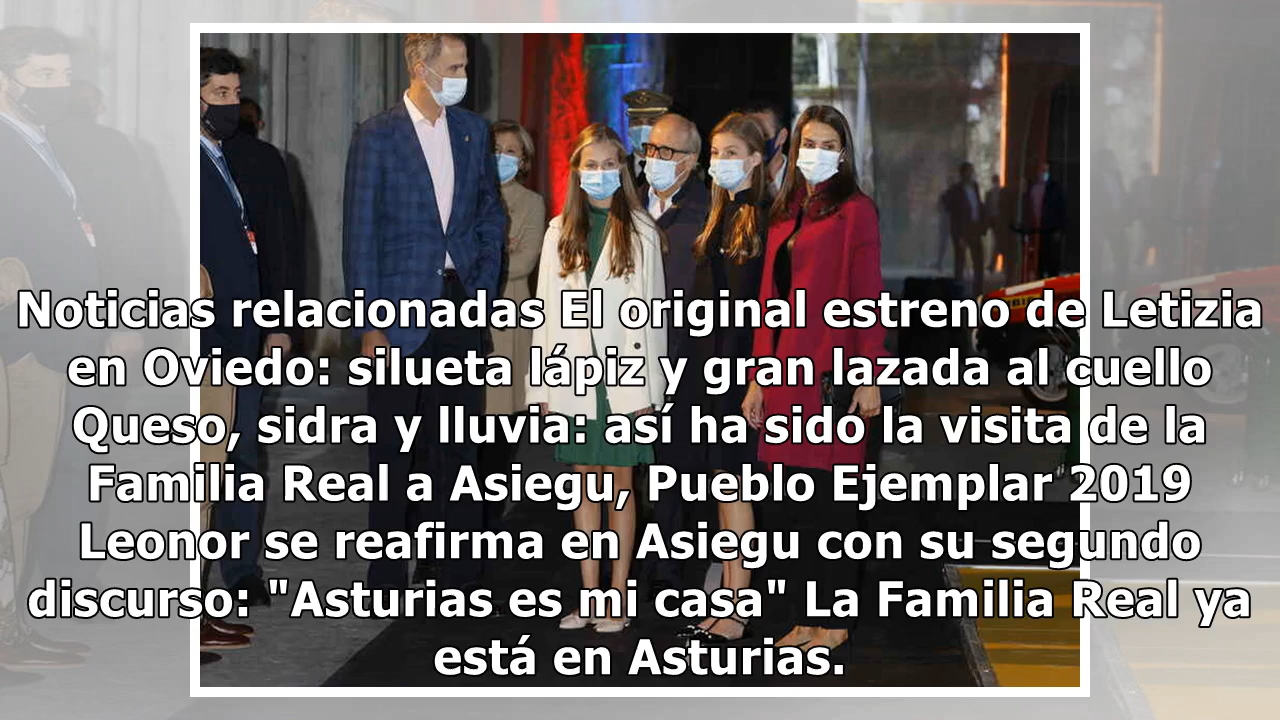 Noticias relacionadas El original estreno de Letizia
en Oviedo: silueta lápiz y gran lazada al cuello
Queso, sidra y lluvia: así ha sido la visita de la
Familia Real a Asiegu, Pueblo Ejemplar 2019
Leonor se reafirma en Asiegu con su segundo
discurso: "Asturias es mi casa" La Familia Real ya
está en Asturias.